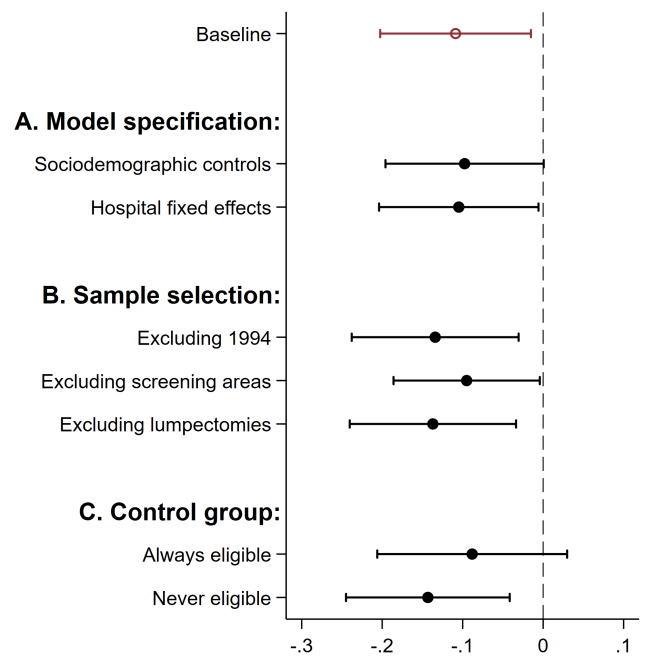 Baseline
A. Model specification:
Sociodemographic controls
Hospital fixed effects
B. Sample selection:
Excluding 1994
Excluding screening areas
Excluding lumpectomies
C. Control group:
Always eligible
Never eligible
-.3 -.2 -.1 0 .1